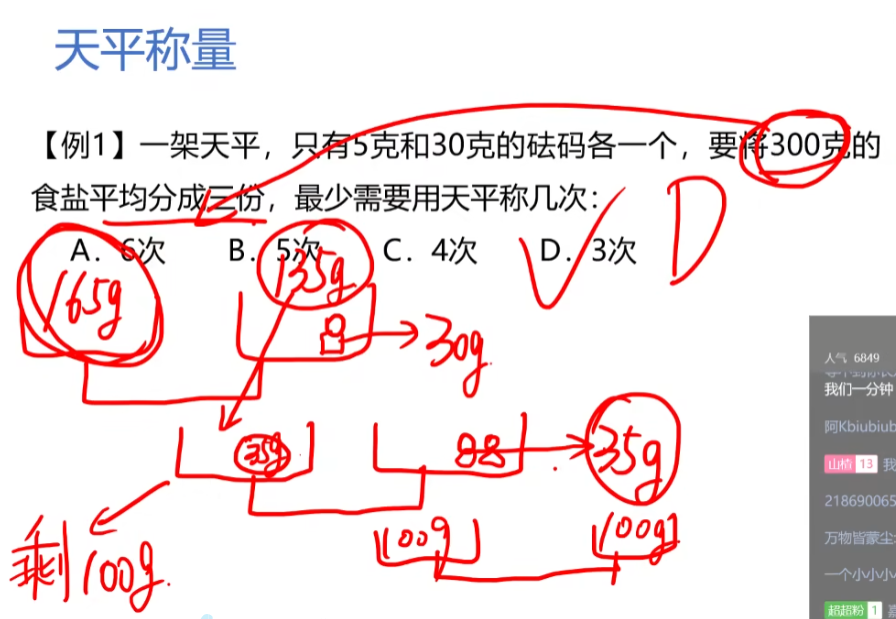 天平称量
【例1】一架天平，只有5克和30克的砝码各一个，要将300克的
食盐平均分成三份，最少需要用天平称几次：
A. 6次 B. 5次 C. 4次 D. 3次
D
165g
135g
30g
35g
35g
剩100g
100g
100g
人气 6849
我们一分钟
阿Kbiubiub
山楂 13 我
218690065
万物皆蒙尘
一个小小小
超超粉 1